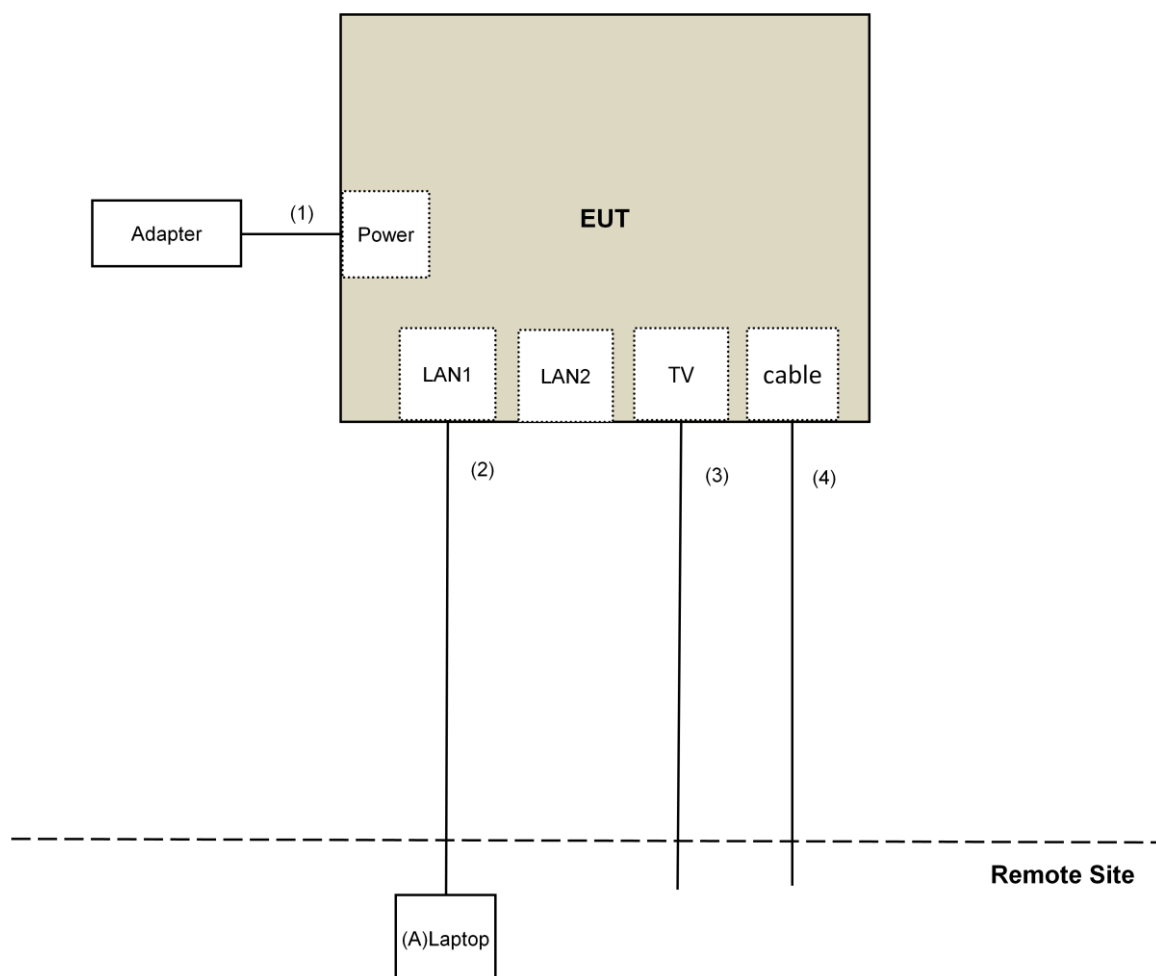 EUT
(1)
Adapter
Power
LAN1
LAN2
TV
cable
(2)
(3)
(4)
Remote Site
(A)Laptop